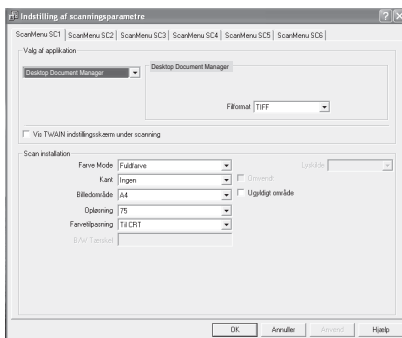 Indstilling af scanningsparametre
ScanMenu SC1 ScanMenu SC2 ScanMenu SC3 ScanMenu SC4 ScanMenu SC5 ScanMenu SC6
Valg af applikation
Desktop Document Manager
Desktop Document Manager
Filformat TIFF
Vis TWAIN indstillingsskærm under scanning
Scan installation
Farve Mode Fuldfarve Lyskilde
Kant Ingen Omvendt
Billedområde A4 Ugyldigt område
Opløsning 75
Farvetilpasning Til CRT
B/W Tærskel
OK Annuller Anvend Hjælp